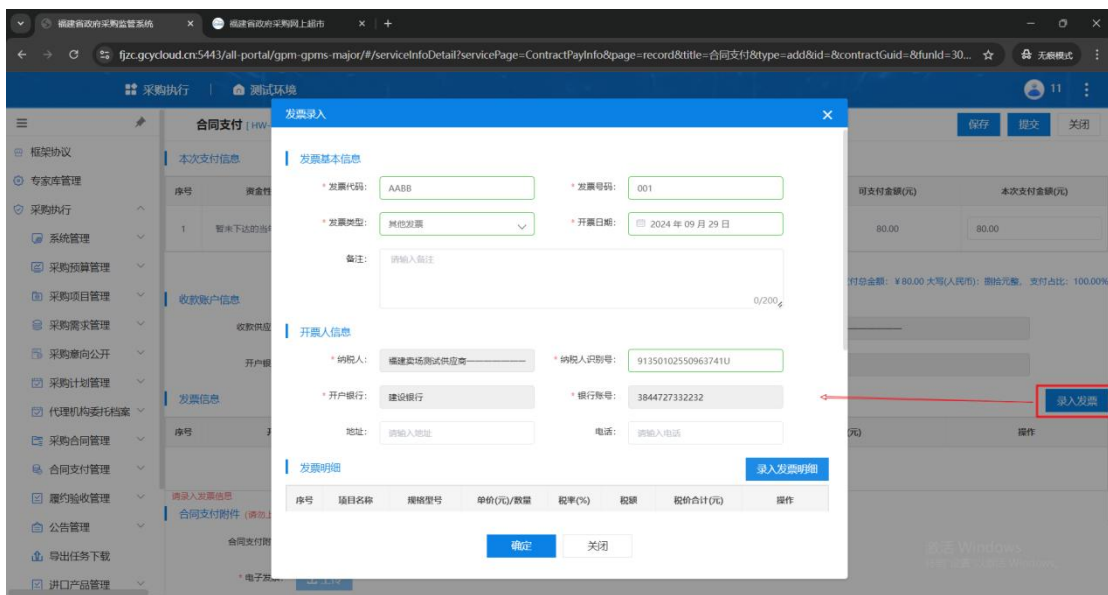 福建省政府采购监管系统
福建省政府采购网上超市
fjzc.gcycloud.cn:5443/all-portal/gpm-gpms-major/#/serviceInfoDetail?servicePage=ContractPayInfo&page=record&title=合同支付&type=add&id=&contractGuid=&funId=30...
无痕模式
采购执行 | 测试环境 11
合同支付 [HW-
保存 提交 关闭
框架协议
专家库管理
采购执行
系统管理
采购预算管理
采购项目管理
采购需求管理
采购意向公开
采购计划管理
代理机构委托档案
采购合同管理
合同支付管理
履约验收管理
公告管理
导出任务下载
进口产品管理
本次支付信息
序号 资金性 可支付金额(元) 本次支付金额(元)
1 暂未下达的当年 80.00 80.00
付总金额: ¥80.00 大写(人民币): 捌拾元整, 支付占比: 100.00%
收款账户信息
收款供应
开户银
发票信息
录入发票
序号 (元) 操作
请录入发票信息
合同支付附件 (请勿上
合同支付附
* 电子发票: 上传
发票录入
发票基本信息
* 发票代码: AABB * 发票号码: 001
* 发票类型: 其他发票 * 开票日期: 2024 年 09 月 29 日
备注: 请输入备注
0/200
开票人信息
* 纳税人: 福建卖场测试供应商—————— * 纳税人识别号: 91350102550963741U
* 开户银行: 建设银行 * 银行账号: 3844727332232
地址: 请输入地址 电话: 请输入电话
发票明细 录入发票明细
序号 项目名称 规格型号 单价(元)/数量 税率(%) 税额 税价合计(元) 操作
确定 关闭
激活 Windows